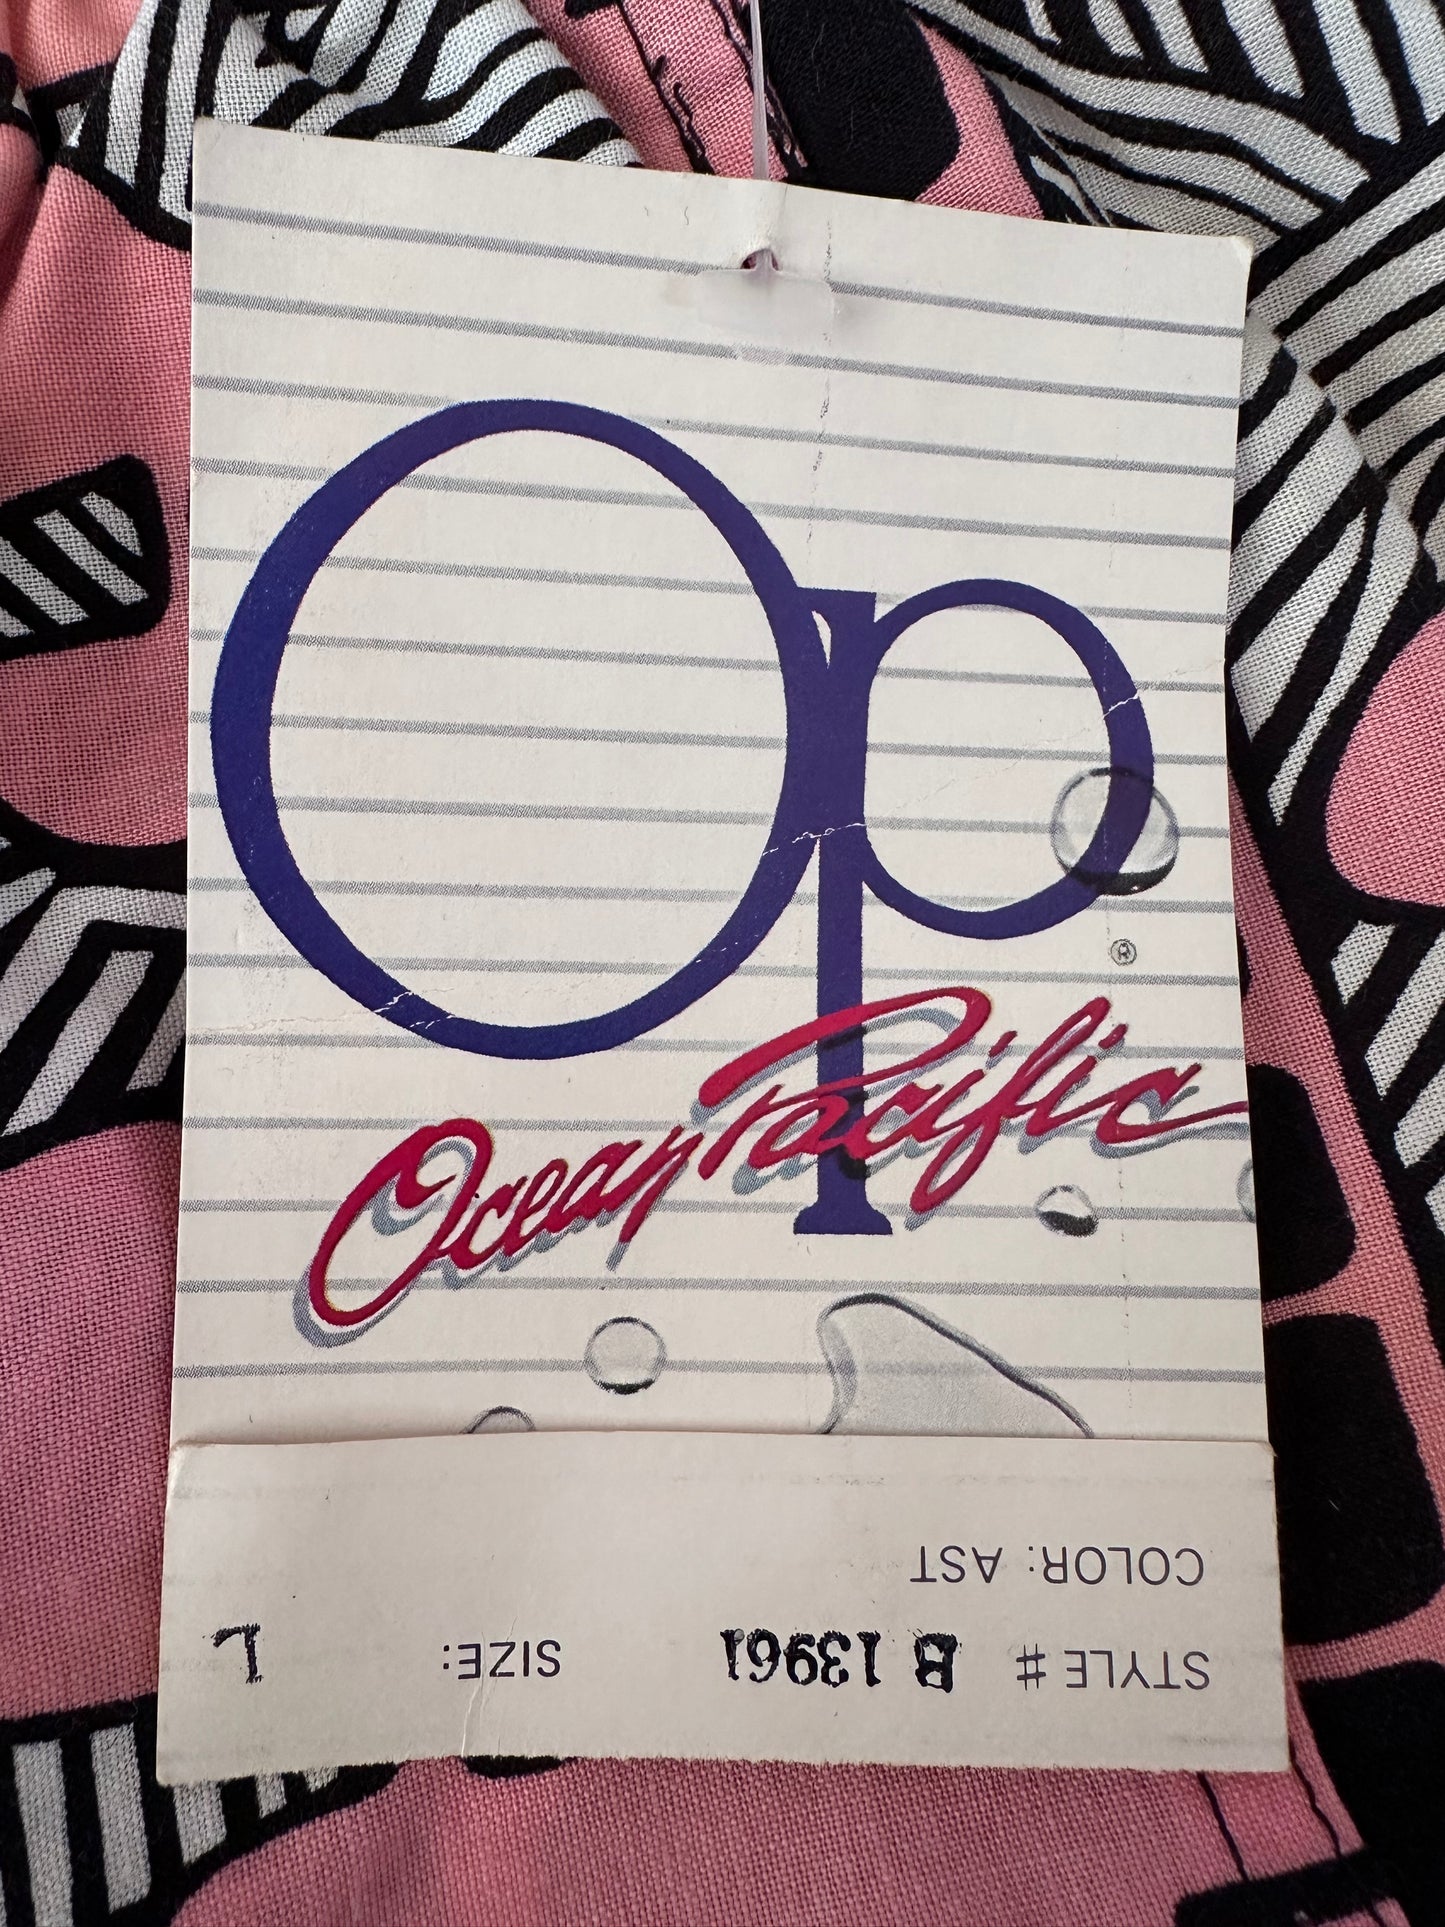 Op
®
Ocean Pacific
STYLE # B 13961 SIZE: L
COLOR: AST